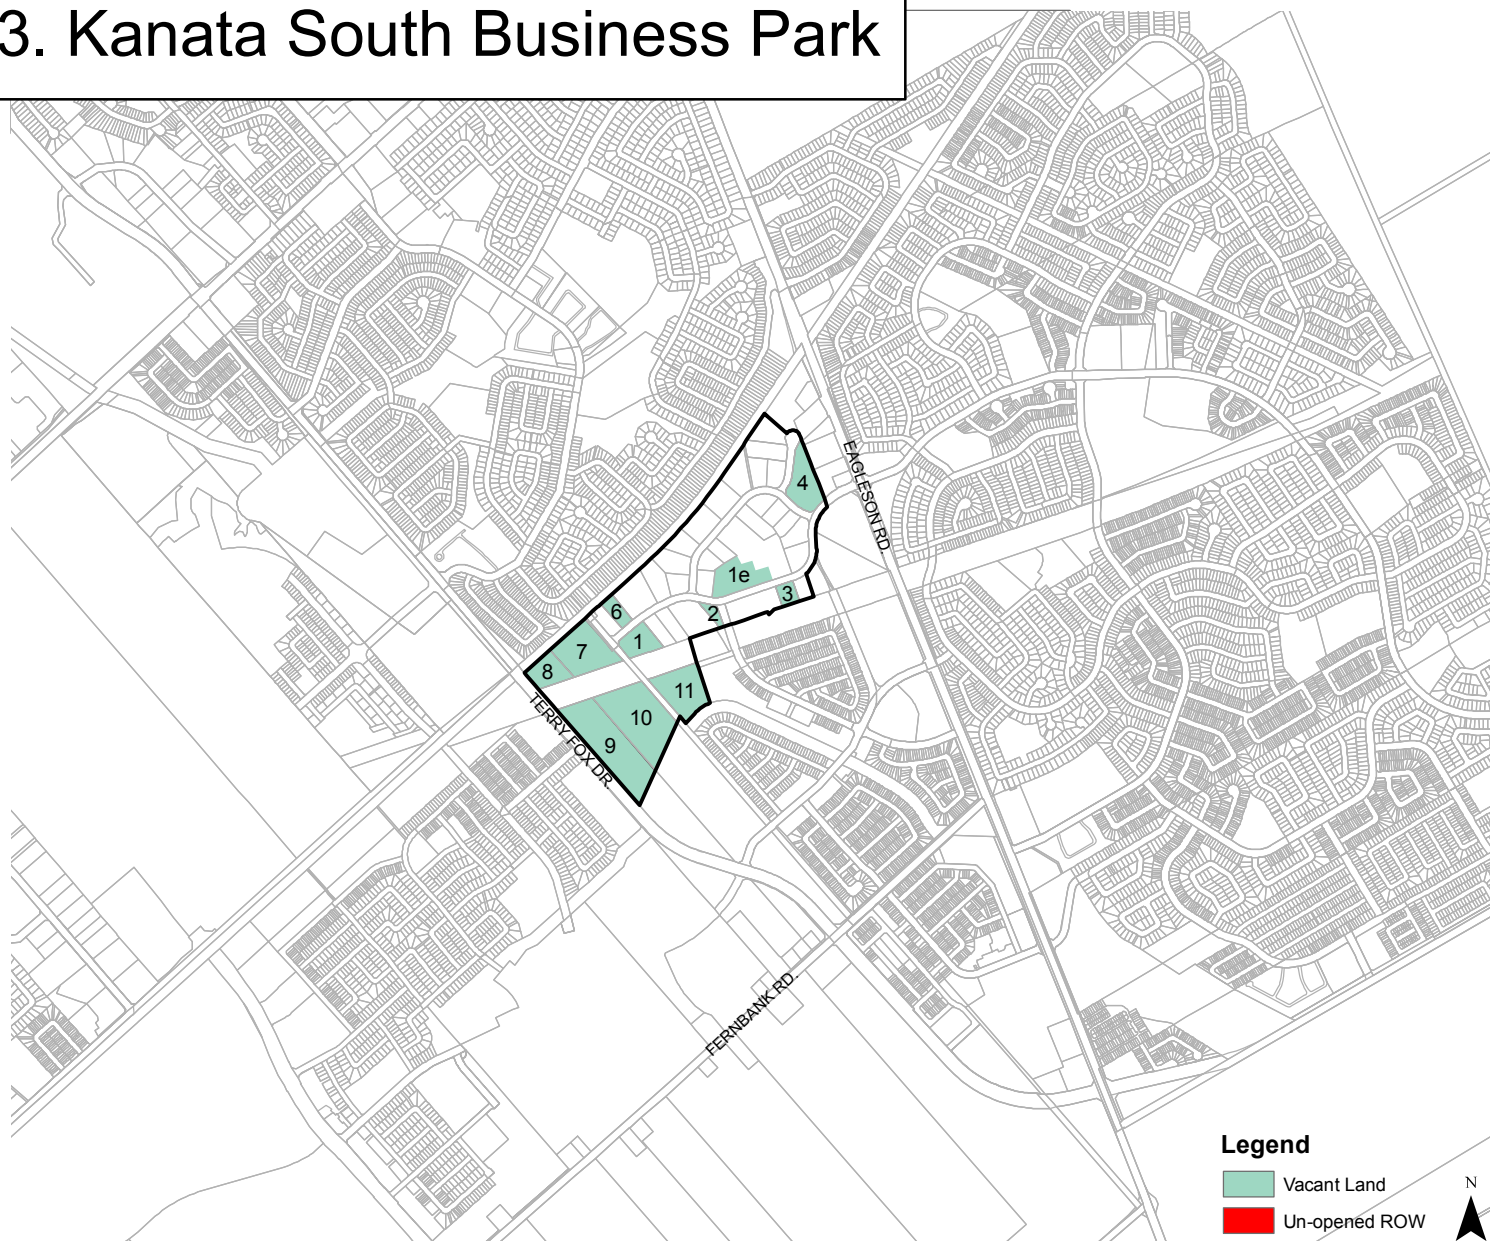 3. Kanata South Business Park
EAGLESON RD.
4
1e
3
2
6
1
7
8
11
10
9
TERRY FOX DR.
FERNBANK RD.
Legend
Vacant Land
Un-opened ROW
N